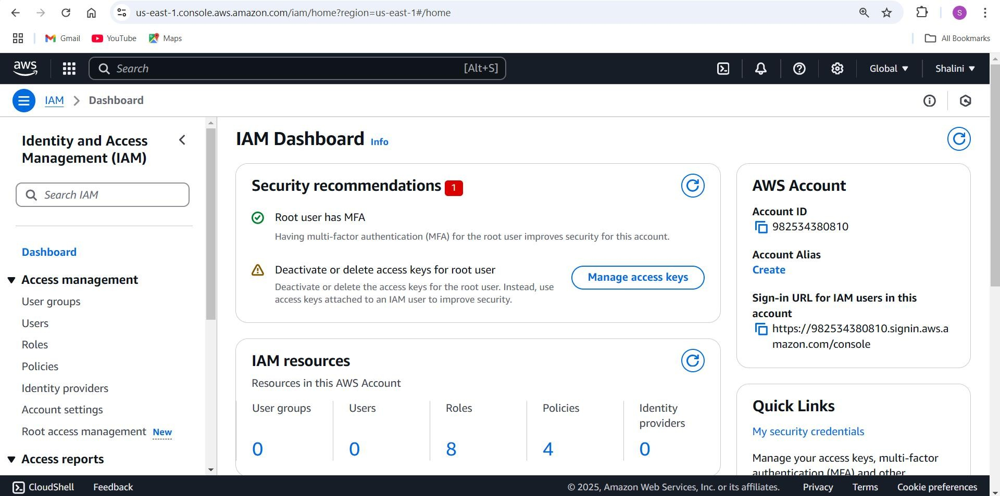 us-east-1.console.aws.amazon.com/iam/home?region=us-east-1#/home
S
Gmail
YouTube
Maps
All Bookmarks
aws
Search
[Alt+S]
Global
Shalini
IAM
Dashboard
Identity and Access
Management (IAM)
Search IAM
Dashboard
Access management
User groups
Users
Roles
Policies
Identity providers
Account settings
Root access management New
Access reports
IAM Dashboard Info
Security recommendations 1
Root user has MFA
Having multi-factor authentication (MFA) for the root user improves security for this account.
Deactivate or delete access keys for root user
Deactivate or delete the access keys for the root user. Instead, use
access keys attached to an IAM user to improve security.
Manage access keys
IAM resources
Resources in this AWS Account
User groups
0
Users
0
Roles
8
Policies
4
Identity
providers
0
AWS Account
Account ID
982534380810
Account Alias
Create
Sign-in URL for IAM users in this
account
https://982534380810.signin.aws.a
mazon.com/console
Quick Links
My security credentials
Manage your access keys, multi-factor
authentication (MFA) and other
CloudShell
Feedback
© 2025, Amazon Web Services, Inc. or its affiliates.
Privacy
Terms
Cookie preferences